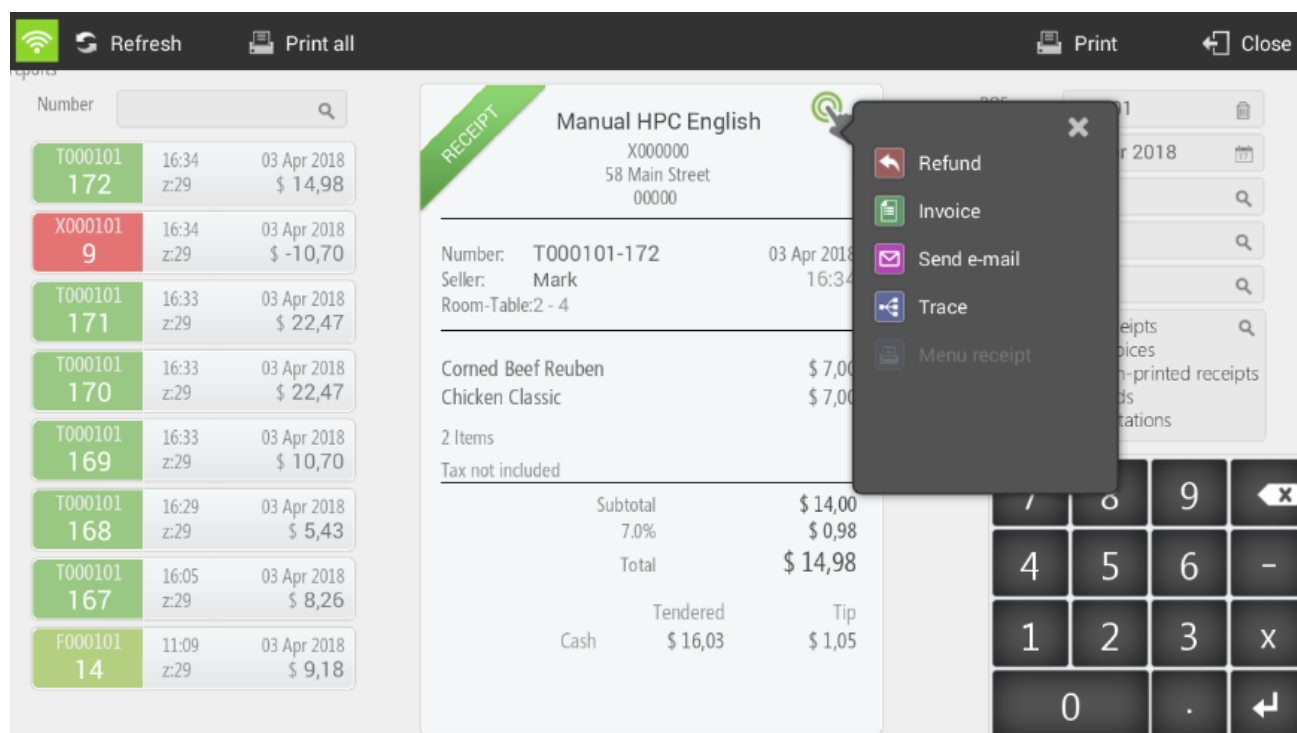 Refresh
Print all
Print
Close
reports
Number
T000101 16:34 03 Apr 2018
172 z:29 $ 14,98
X000101 16:34 03 Apr 2018
9 z:29 $ -10,70
T000101 16:33 03 Apr 2018
171 z:29 $ 22,47
T000101 16:33 03 Apr 2018
170 z:29 $ 22,47
T000101 16:33 03 Apr 2018
169 z:29 $ 10,70
T000101 16:29 03 Apr 2018
168 z:29 $ 5,43
T000101 16:05 03 Apr 2018
167 z:29 $ 8,26
F000101 11:09 03 Apr 2018
14 z:29 $ 9,18
RECEIPT
Manual HPC English
X000000
58 Main Street
00000
Number: T000101-172 03 Apr 2018
Seller: Mark 16:34
Room-Table:2 - 4
Corned Beef Reuben $ 7,00
Chicken Classic $ 7,00
2 Items
Tax not included
Subtotal $ 14,00
7.0% $ 0,98
Total $ 14,98
Tendered Tip
Cash $ 16,03 $ 1,05
Refund
Invoice
Send e-mail
Trace
Menu receipt
2018
17
printed receipts
7 8 9
4 5 6 -
1 2 3 x
0 .